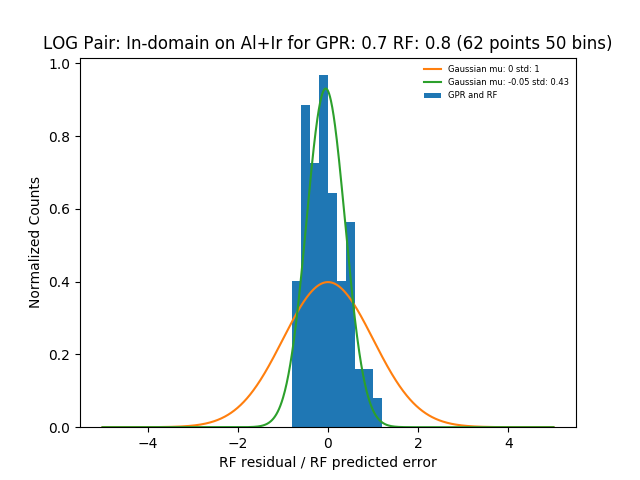 LOG Pair: In-domain on Al+Ir for GPR: 0.7 RF: 0.8 (62 points 50 bins)
Gaussian mu: 0 std: 1
Gaussian mu: -0.05 std: 0.43
GPR and RF
Normalized Counts
1.0
0.8
0.6
0.4
0.2
0.0
−4 −2 0 2 4
RF residual / RF predicted error